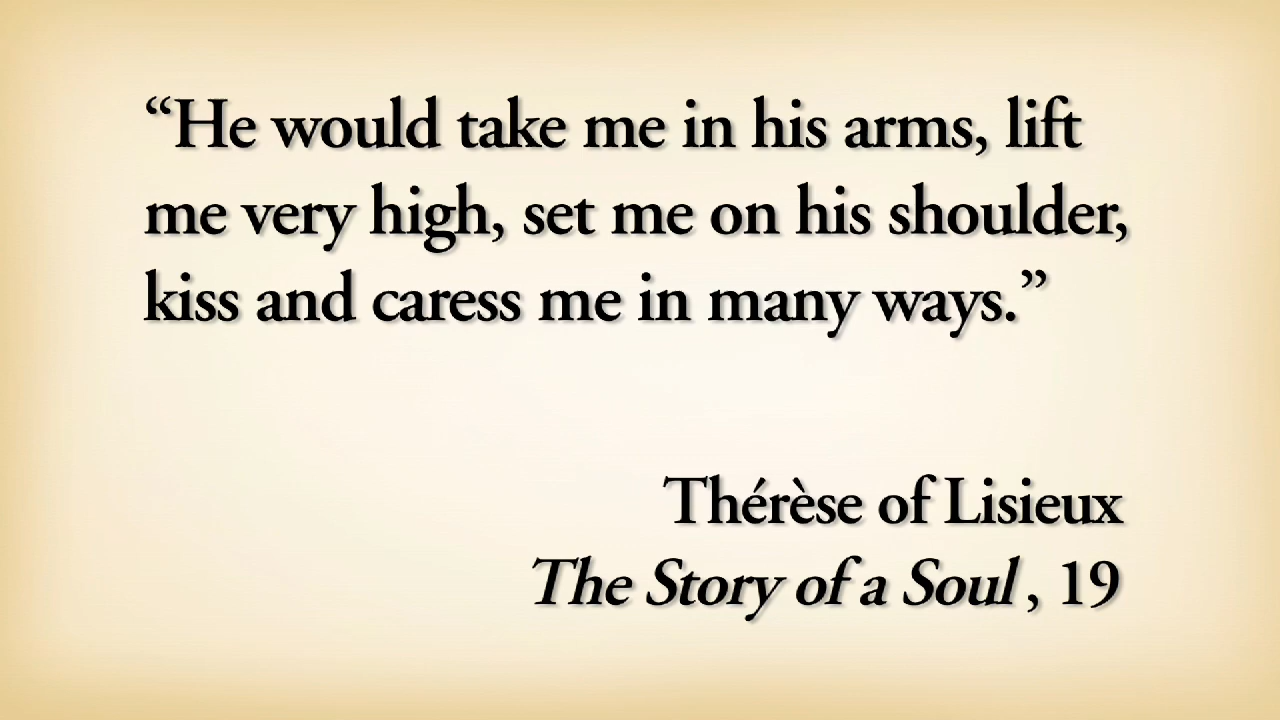 “He would take me in his arms, lift
me very high, set me on his shoulder,
kiss and caress me in many ways.”
Thérèse of Lisieux
The Story of a Soul , 19